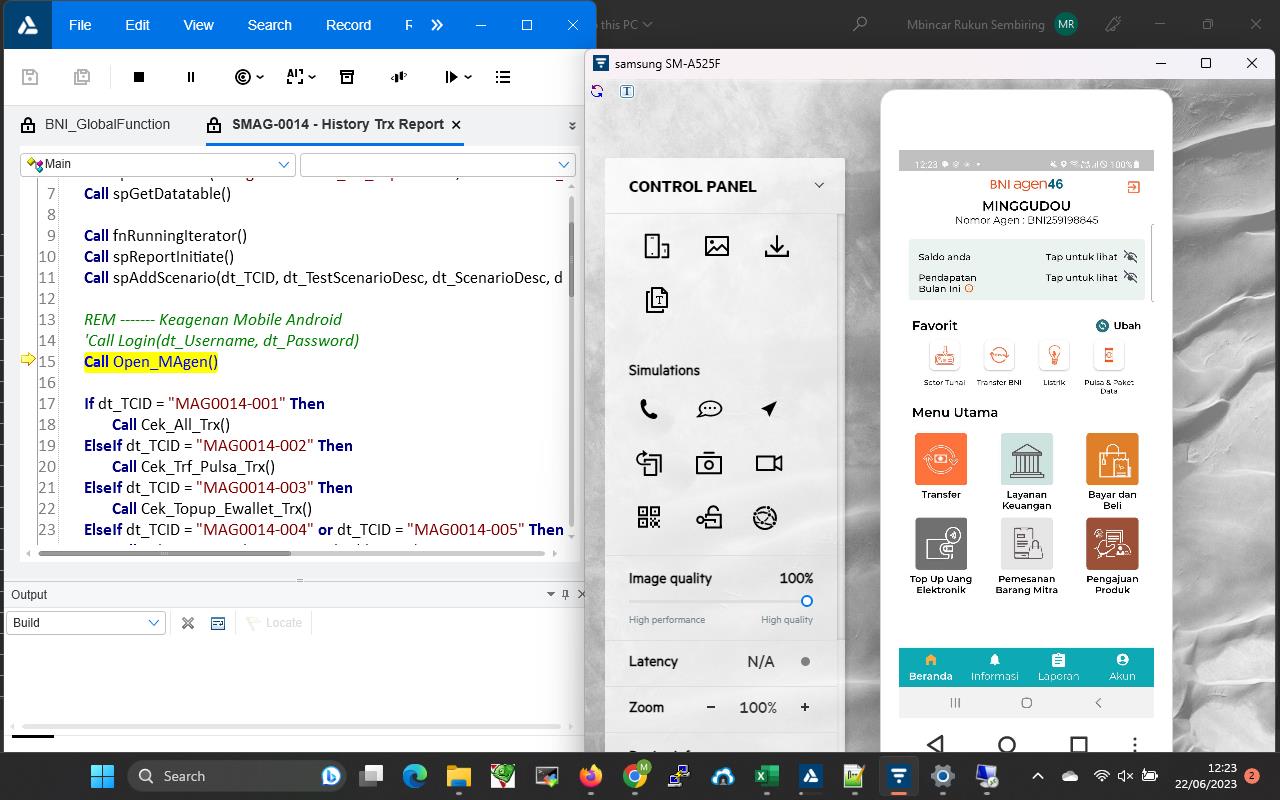 File Edit View Search Record
this PC
Mbincar Rukun Sembiring MR
samsung SM-A525F
BNI_GlobalFunction
SMAG-0014 - History Trx Report
Main
7 Call spGetDatatable()
8
9 Call fnRunningIterator()
10 Call spReportInitiate()
11 Call spAddScenario(dt_TCID, dt_TestScenarioDesc, dt_ScenarioDesc, d
12
13 REM ------- Keagenan Mobile Android
14 'Call Login(dt_Username, dt_Password)
15 Call Open_MAgen()
16
17 If dt_TCID = "MAG0014-001" Then
18 Call Cek_All_Trx()
19 ElseIf dt_TCID = "MAG0014-002" Then
20 Call Cek_Trf_Pulsa_Trx()
21 ElseIf dt_TCID = "MAG0014-003" Then
22 Call Cek_Topup_Ewallet_Trx()
23 ElseIf dt_TCID = "MAG0014-004" or dt_TCID = "MAG0014-005" Then
Output
Build
Locate
CONTROL PANEL
Simulations
Image quality 100%
High performance High quality
Latency N/A
Zoom − 100% +
12:23 100%
BNI agen46
MINGGUDOU
Nomor Agen : BNI259198845
Saldo anda Tap untuk lihat
Pendapatan Tap untuk lihat
Bulan Ini
Favorit Ubah
Setor Tunai Transfer BNI Listrik Pulsa & Paket
Data
Menu Utama
Transfer Layanan Bayar dan
Keuangan Beli
Top Up Uang Pemesanan Pengajuan
Elektronik Barang Mitra Produk
Beranda Informasi Laporan Akun
Search
12:23
22/06/2023
2